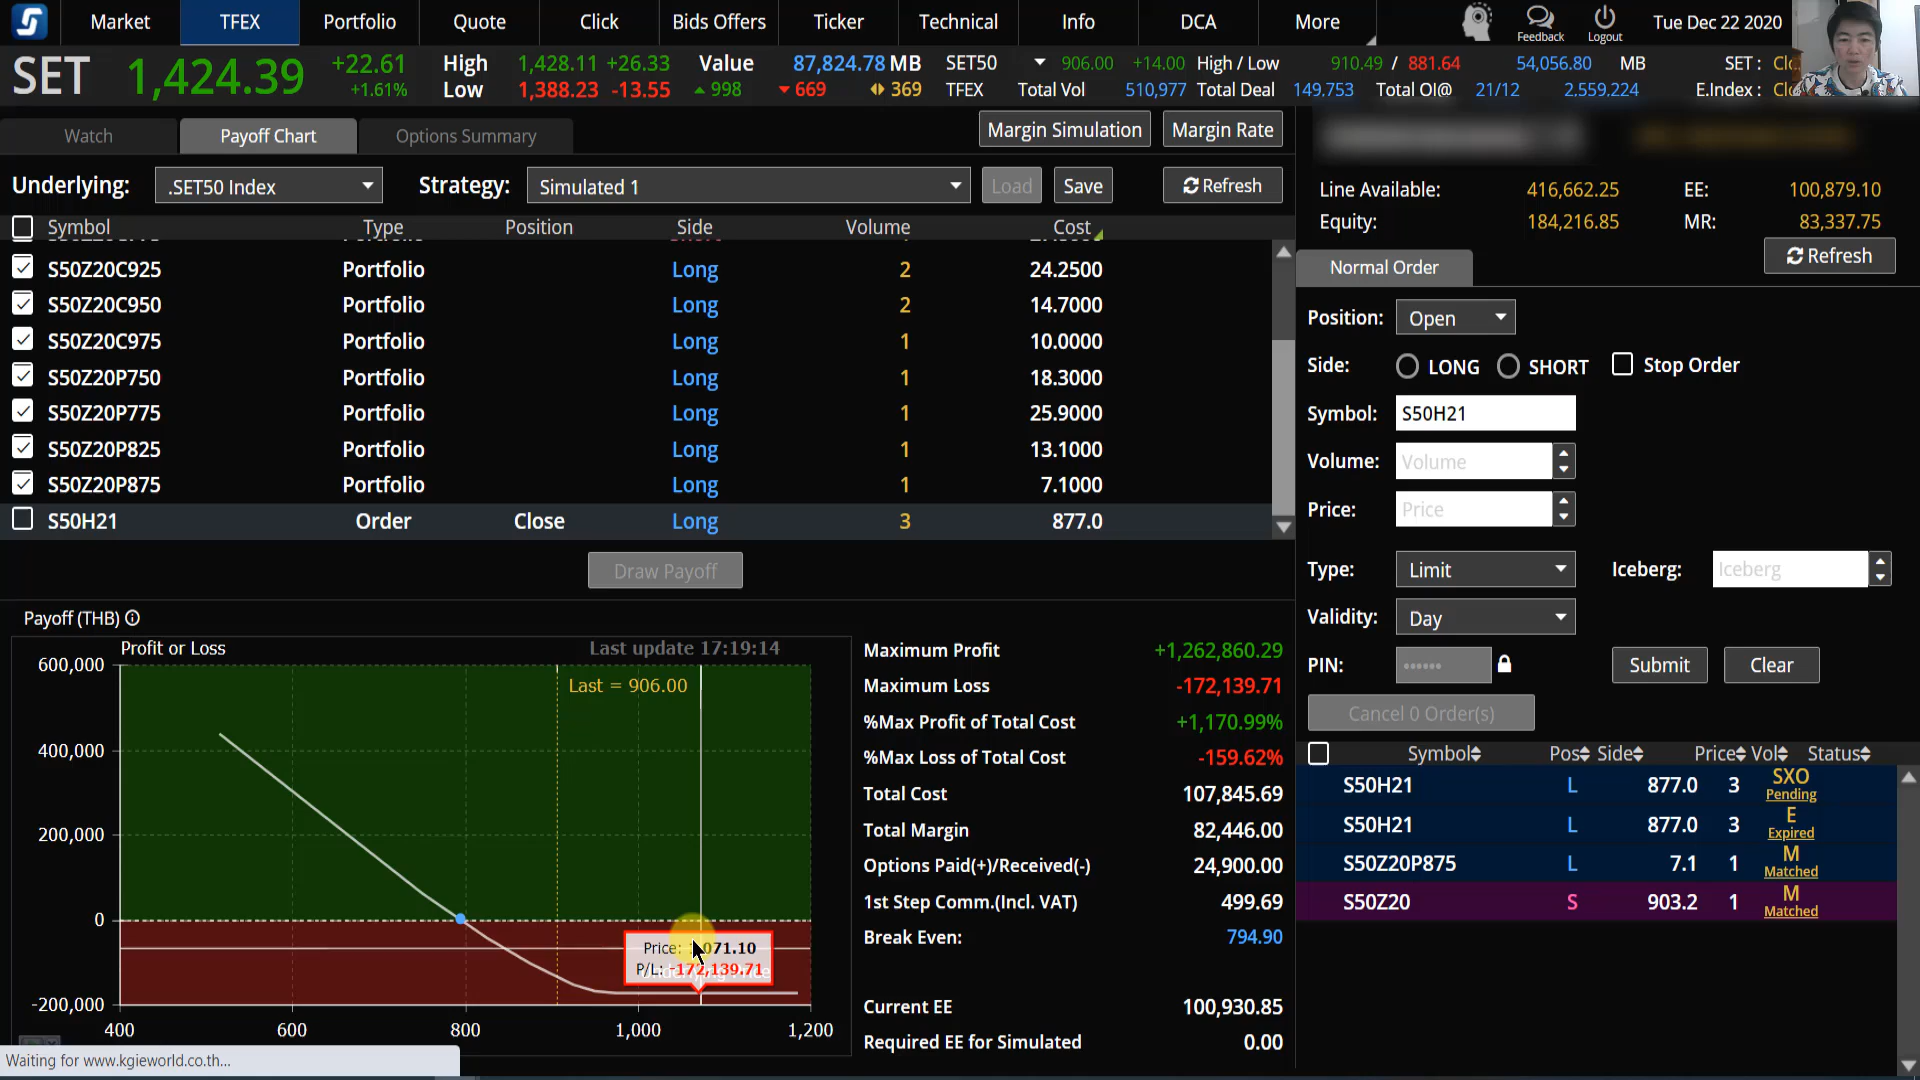 Market TFEX Portfolio Quote Click Bids Offers Ticker Technical Info DCA More Feedback Logout Tue Dec 22 2020
SET 1,424.39 +22.61 +1.61%
High 1,428.11 +26.33 Value 87,824.78 MB SET50 906.00 +14.00 High / Low 910.49 / 881.64 54,056.80 MB SET :
Low 1,388.23 -13.55 998 669 369 TFEX Total Vol 510,977 Total Deal 149,753 Total OI@ 21/12 2,559,224 E.Index :
Watch Payoff Chart Options Summary Margin Simulation Margin Rate
Underlying: .SET50 Index Strategy: Simulated 1 Load Save Refresh
Symbol Type Position Side Volume Cost
S50Z20C925 Portfolio Long 2 24.2500
S50Z20C950 Portfolio Long 2 14.7000
S50Z20C975 Portfolio Long 1 10.0000
S50Z20P750 Portfolio Long 1 18.3000
S50Z20P775 Portfolio Long 1 25.9000
S50Z20P825 Portfolio Long 1 13.1000
S50Z20P875 Portfolio Long 1 7.1000
S50H21 Order Close Long 3 877.0
Draw Payoff
Payoff (THB)
Profit or Loss Last update 17:19:14
Last = 906.00
600,000
400,000
200,000
0
-200,000
400 600 800 1,000 1,200
Price: 071.10
P/L: -172,139.71
Waiting for www.kgieworld.co.th...
Maximum Profit +1,262,860.29
Maximum Loss -172,139.71
%Max Profit of Total Cost +1,170.99%
%Max Loss of Total Cost -159.62%
Total Cost 107,845.69
Total Margin 82,446.00
Options Paid(+)/Received(-) 24,900.00
1st Step Comm.(Incl. VAT) 499.69
Break Even: 794.90
Current EE 100,930.85
Required EE for Simulated 0.00
Line Available: 416,662.25 EE: 100,879.10
Equity: 184,216.85 MR: 83,337.75
Refresh
Normal Order
Position: Open
Side: LONG SHORT Stop Order
Symbol: S50H21
Volume: Volume
Price: Price
Type: Limit Iceberg: Iceberg
Validity: Day
PIN: Submit Clear
Cancel 0 Order(s)
Symbol Pos Side Price Vol Status
S50H21 L 877.0 3 SXO Pending
S50H21 L 877.0 3 E Expired
S50Z20P875 L 7.1 1 M Matched
S50Z20 S 903.2 1 M Matched